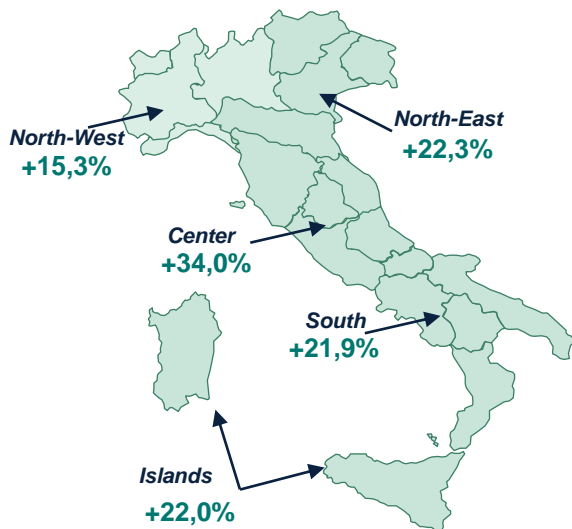 North-West
+15,3%
North-East
+22,3%
Center
+34,0%
South
+21,9%
Islands
+22,0%